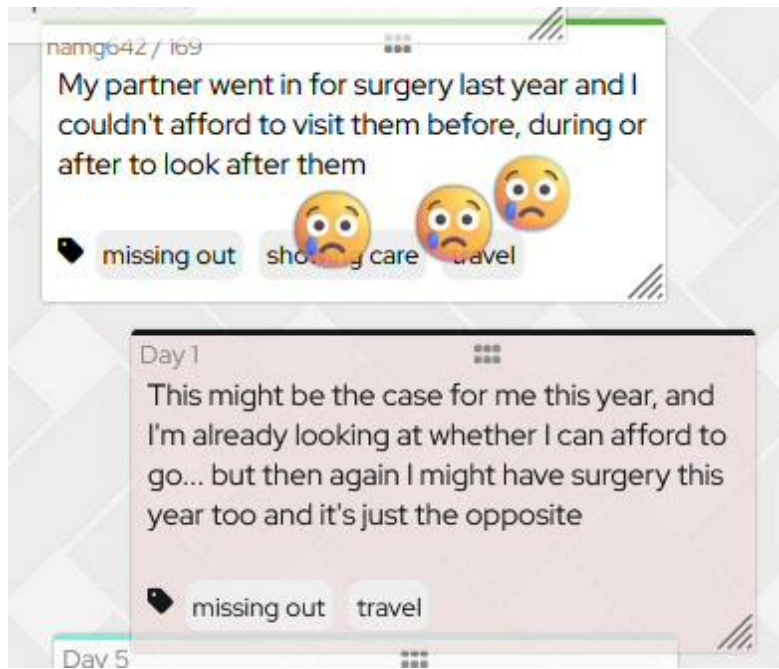 namg642 / 169
My partner went in for surgery last year and I
couldn't afford to visit them before, during or
after to look after them
missing out showing care travel
Day 1
This might be the case for me this year, and
I'm already looking at whether I can afford to
go... but then again I might have surgery this
year too and it's just the opposite
missing out travel
Day 5